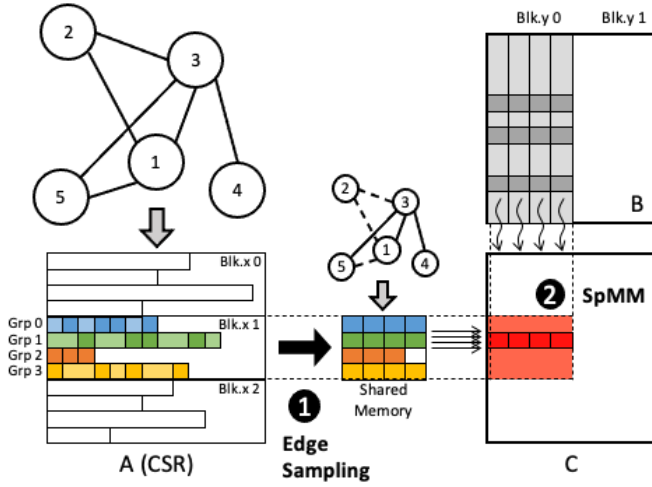 Blk.y 0 Blk.y 1
2
3
1
5
4
B
2
3
1
5
4
Blk.x 0
Grp 0
Blk.x 1
Grp 1
Grp 2
Grp 3
Blk.x 2
A (CSR)
1
Edge
Sampling
Shared
Memory
2 SpMM
C